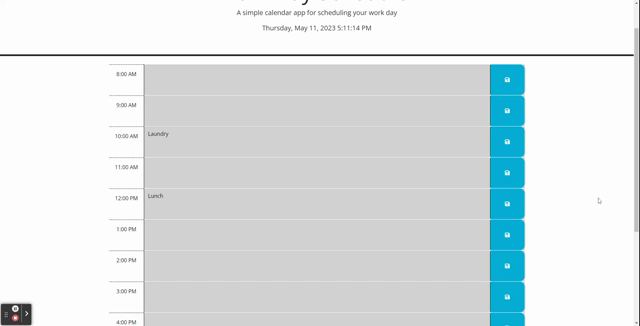 A simple calendar app for scheduling your work day
Thursday, May 11, 2023 5:11:14 PM
8:00 AM
9:00 AM
10:00 AM Laundry
11:00 AM
12:00 PM Lunch
1:00 PM
2:00 PM
3:00 PM
4:00 PM